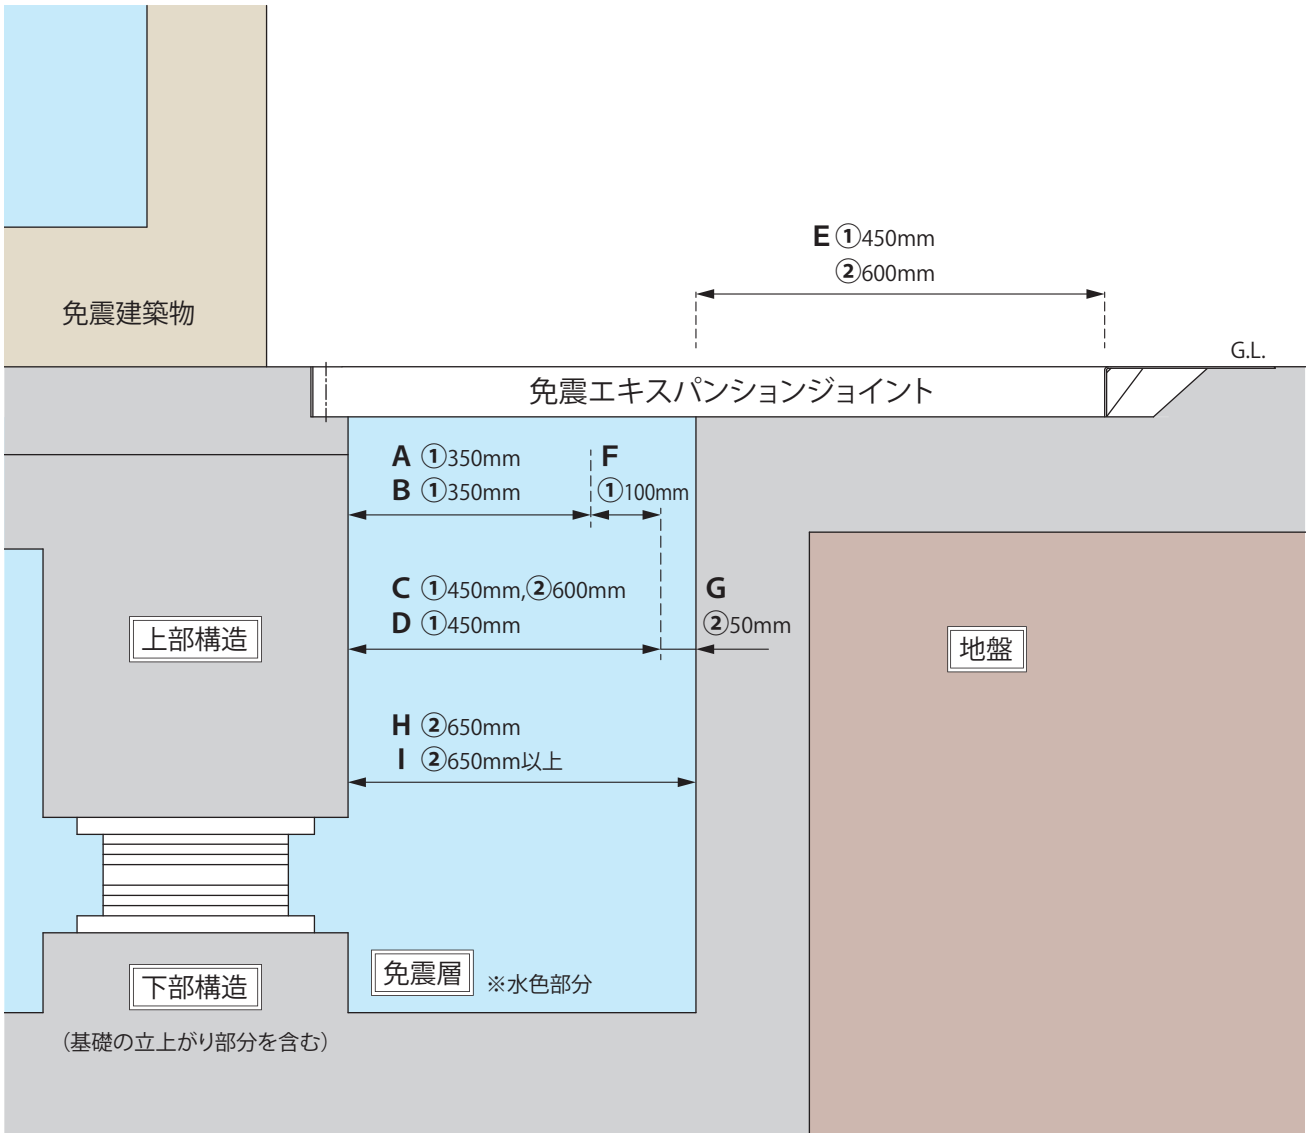 E ①450mm
②600mm
免震建築物
G.L.
免震エキスパンションジョイント
A ①350mm
B ①350mm
F
①100mm
C ①450mm,②600mm
D ①450mm
G
②50mm
上部構造
地盤
H ②650mm
I ②650mm以上
免震層 ※水色部分
下部構造
(基礎の立上がり部分を含む)